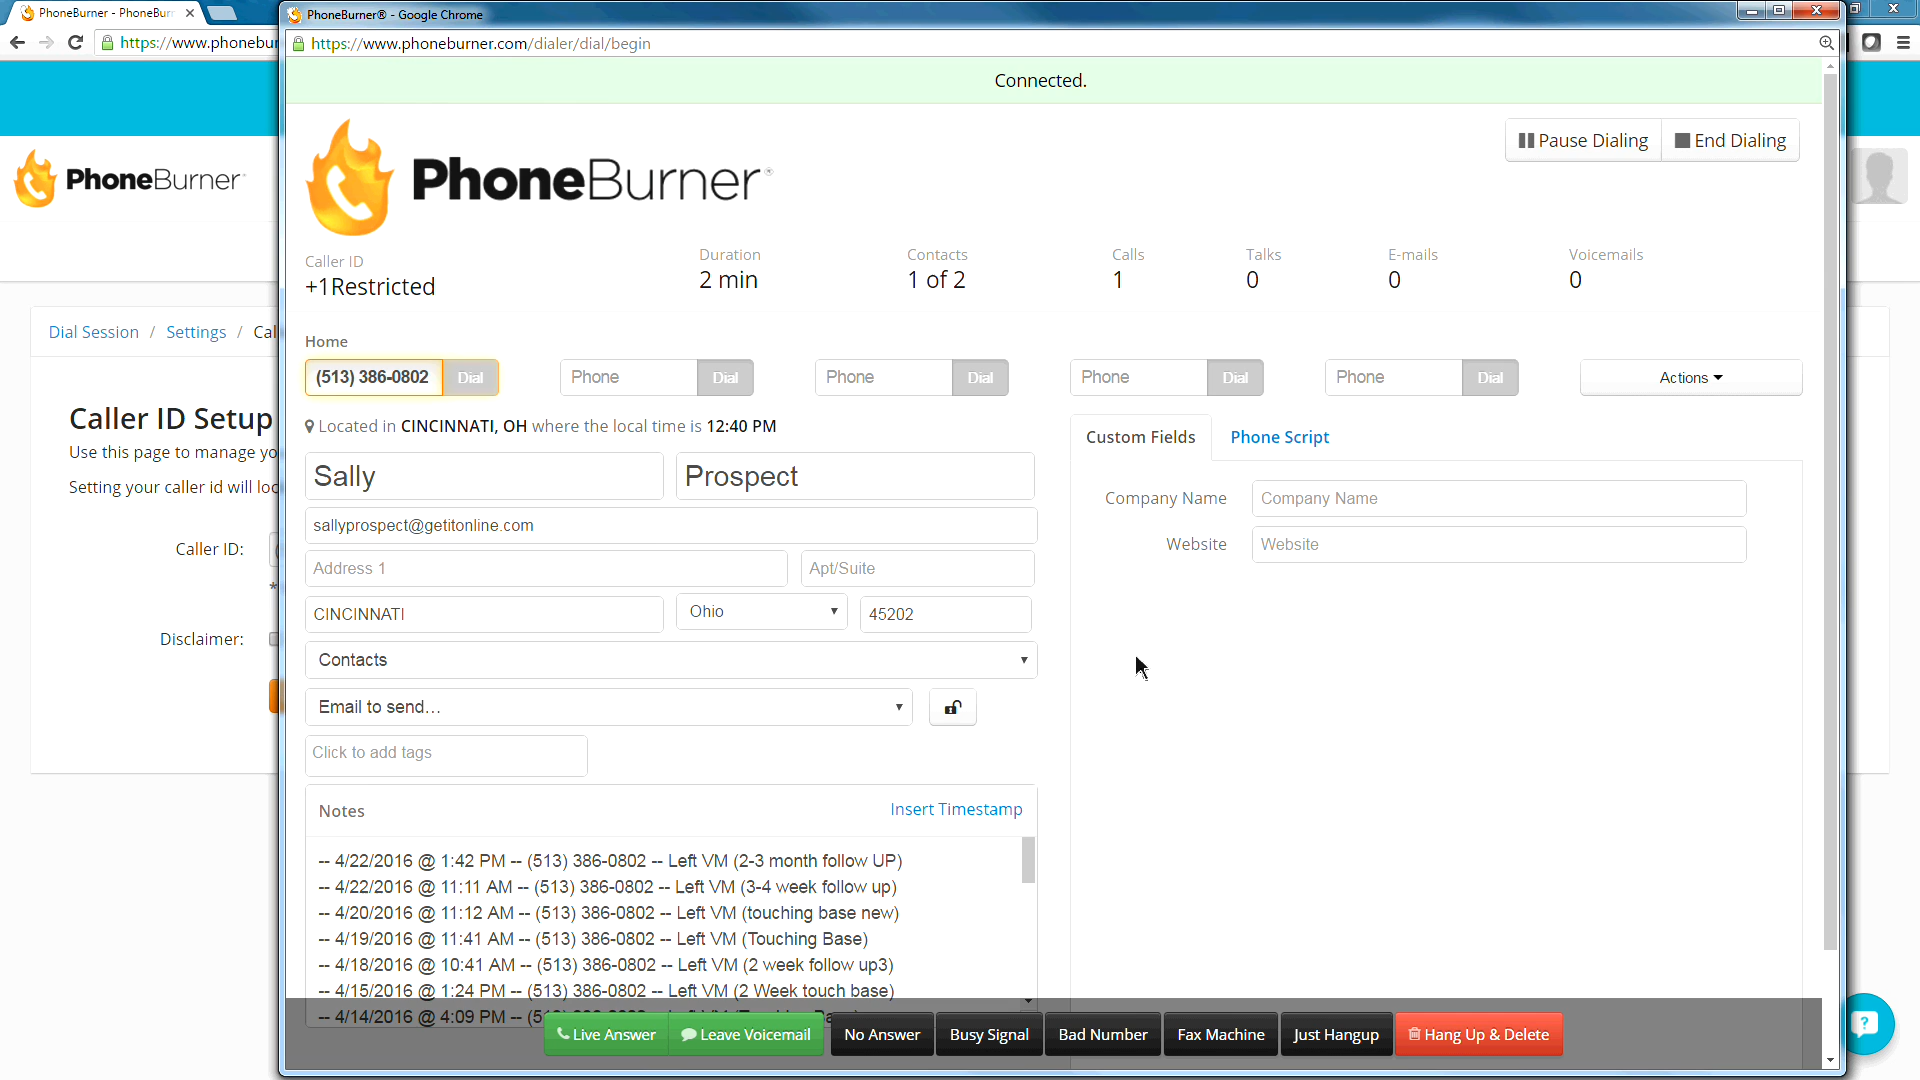 PhoneBurner - PhoneBurn
PhoneBurner® - Google Chrome
https://www.phonebur
https://www.phoneburner.com/dialer/dial/begin
Connected.
PhoneBurner
PhoneBurner®
Pause Dialing
End Dialing
Caller ID
+1Restricted
Duration
2 min
Contacts
1 of 2
Calls
1
Talks
0
E-mails
0
Voicemails
0
Dial Session / Settings / Cal
Home
(513) 386-0802 Dial
Phone Dial
Phone Dial
Phone Dial
Phone Dial
Actions
Caller ID Setup
Use this page to manage yo
Setting your caller id will loc
Caller ID:
*
Disclaimer:
Located in CINCINNATI, OH where the local time is 12:40 PM
Sally
Prospect
sallyprospect@getitonline.com
Address 1
Apt/Suite
CINCINNATI
Ohio
45202
Contacts
Email to send...
Click to add tags
Custom Fields
Phone Script
Company Name
Company Name
Website
Website
Notes
Insert Timestamp
-- 4/22/2016 @ 1:42 PM -- (513) 386-0802 -- Left VM (2-3 month follow UP)
-- 4/22/2016 @ 11:11 AM -- (513) 386-0802 -- Left VM (3-4 week follow up)
-- 4/20/2016 @ 11:12 AM -- (513) 386-0802 -- Left VM (touching base new)
-- 4/19/2016 @ 11:41 AM -- (513) 386-0802 -- Left VM (Touching Base)
-- 4/18/2016 @ 10:41 AM -- (513) 386-0802 -- Left VM (2 week follow up3)
-- 4/15/2016 @ 1:24 PM -- (513) 386-0802 -- Left VM (2 Week touch base)
-- 4/14/2016 @ 4:09 PM -- (51
Live Answer
Leave Voicemail
No Answer
Busy Signal
Bad Number
Fax Machine
Just Hangup
Hang Up & Delete
?